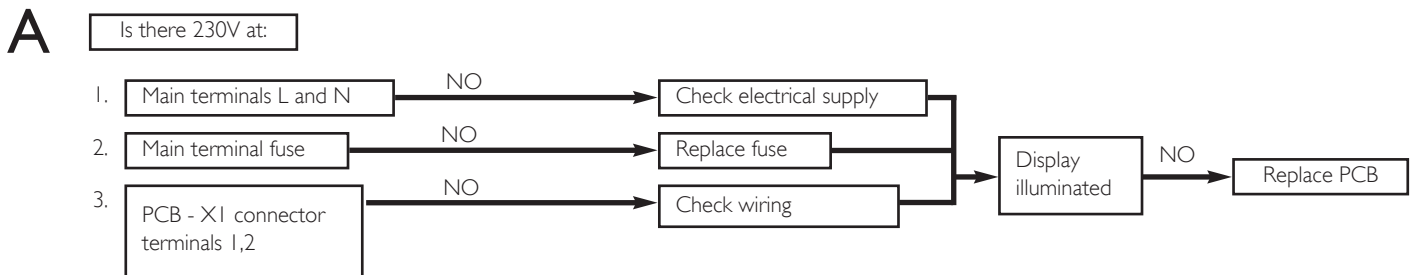 A
Is there 230V at:
1. Main terminals L and N
NO
Check electrical supply
2. Main terminal fuse
NO
Replace fuse
3. PCB - X1 connector
terminals 1,2
NO
Check wiring
Display
illuminated
NO
Replace PCB